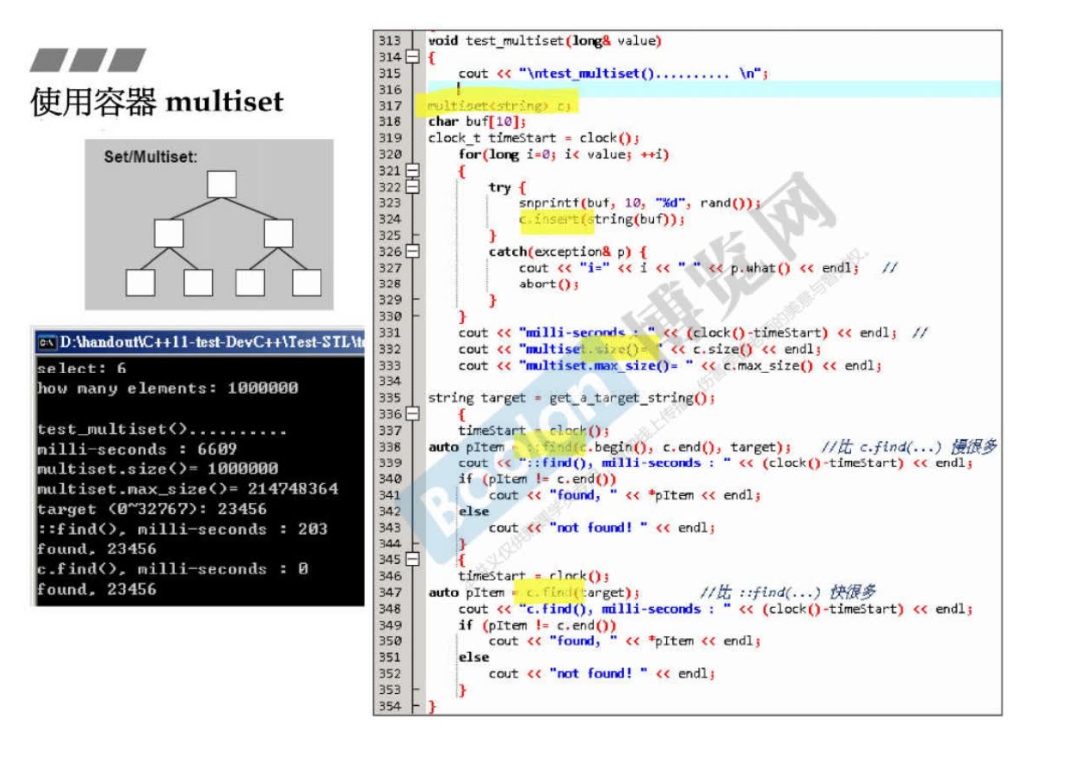 使用容器 multiset
Set/Multiset:
D:\handout\C++11-test-DevC++\Test-STL\
select: 6
how many elements: 1000000
test_multiset()..........
milli-seconds : 6609
multiset.size()= 1000000
multiset.max_size()= 214748364
target (0~32767): 23456
::find(), milli-seconds : 203
found, 23456
c.find(), milli-seconds : 0
found, 23456
313 void test_multiset(long& value)
314 {
315 cout << "\ntest_multiset().......... \n";
316
317 multiset<string> c;
318 char buf[10];
319 clock_t timeStart = clock();
320 for(long i=0; i< value; ++i)
321 {
322 try {
323 snprintf(buf, 10, "%d", rand());
324 c.insert(string(buf));
325 }
326 catch(exception& p) {
327 cout << "i=" << i << " " << p.what() << endl; //
328 abort();
329 }
330 }
331 cout << "milli-seconds : " << (clock()-timeStart) << endl; //
332 cout << "multiset.size()= " << c.size() << endl;
333 cout << "multiset.max_size()= " << c.max_size() << endl;
334
335 string target = get_a_target_string();
336 {
337 timeStart = clock();
338 auto pItem = ::find(c.begin(), c.end(), target); //比 c.find(...) 慢很多
339 cout << "::find(), milli-seconds : " << (clock()-timeStart) << endl;
340 if (pItem != c.end())
341 cout << "found, " << *pItem << endl;
342 else
343 cout << "not found! " << endl;
344 }
345 {
346 timeStart = clock();
347 auto pItem = c.find(target); //比 ::find(...) 快很多
348 cout << "c.find(), milli-seconds : " << (clock()-timeStart) << endl;
349 if (pItem != c.end())
350 cout << "found, " << *pItem << endl;
351 else
352 cout << "not found! " << endl;
353 }
354 }
Boolan
博览网